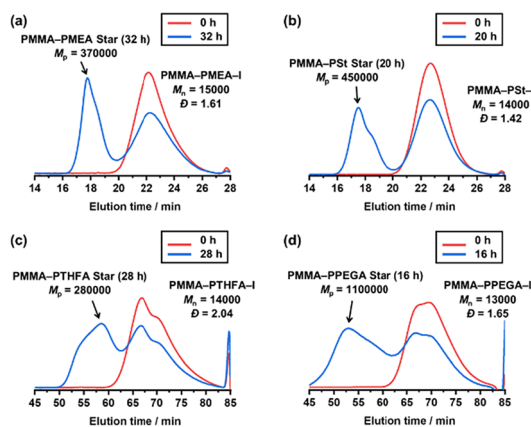 (a)
0 h
32 h
PMMA–PMEA Star (32 h)
Mp = 370000
PMMA–PMEA–I
Mn = 15000
Đ = 1.61
14 16 18 20 22 24 26 28
Elution time / min
(b)
0 h
20 h
PMMA–PSt Star (20 h)
Mp = 450000
PMMA–PSt–
Mn = 14000
Đ = 1.42
14 16 18 20 22 24 26 28
Elution time / min
(c)
0 h
28 h
PMMA–PTHFA Star (28 h)
Mp = 280000
PMMA–PTHFA–I
Mn = 14000
Đ = 2.04
45 50 55 60 65 70 75 80 85
Elution time / min
(d)
0 h
16 h
PMMA–PPEGA Star (16 h)
Mp = 1100000
PMMA–PPEGA–I
Mn = 13000
Đ = 1.65
45 50 55 60 65 70 75 80 85
Elution time / min